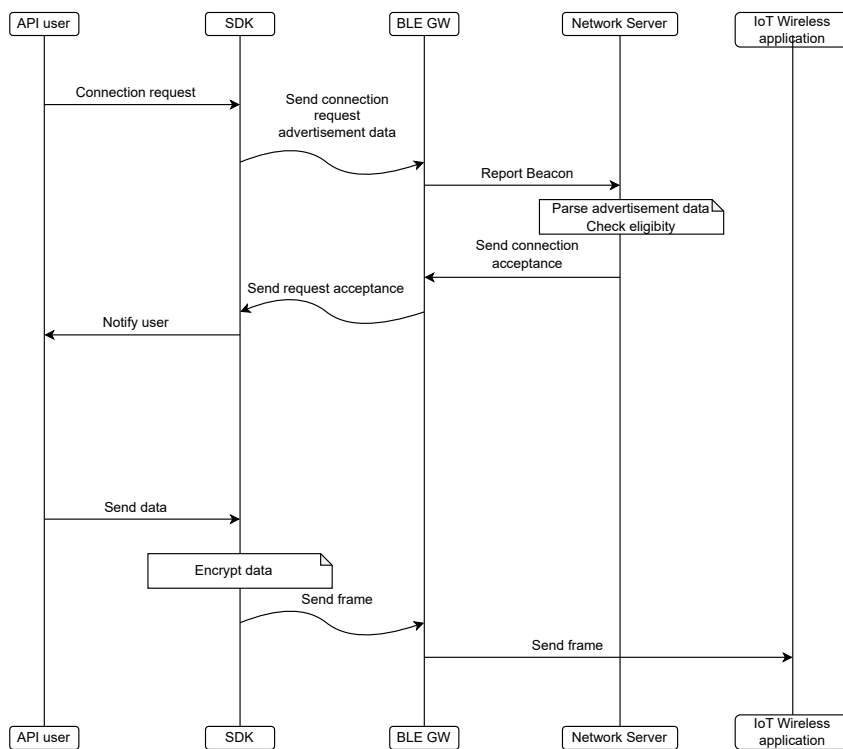 API user
SDK
BLE GW
Network Server
IoT Wireless
application
Connection request
Send connection
request
advertisement data
Report Beacon
Parse advertisement data
Check eligibity
Send connection
acceptance
Send request acceptance
Notify user
Send data
Encrypt data
Send frame
Send frame
API user
SDK
BLE GW
Network Server
IoT Wireless
application